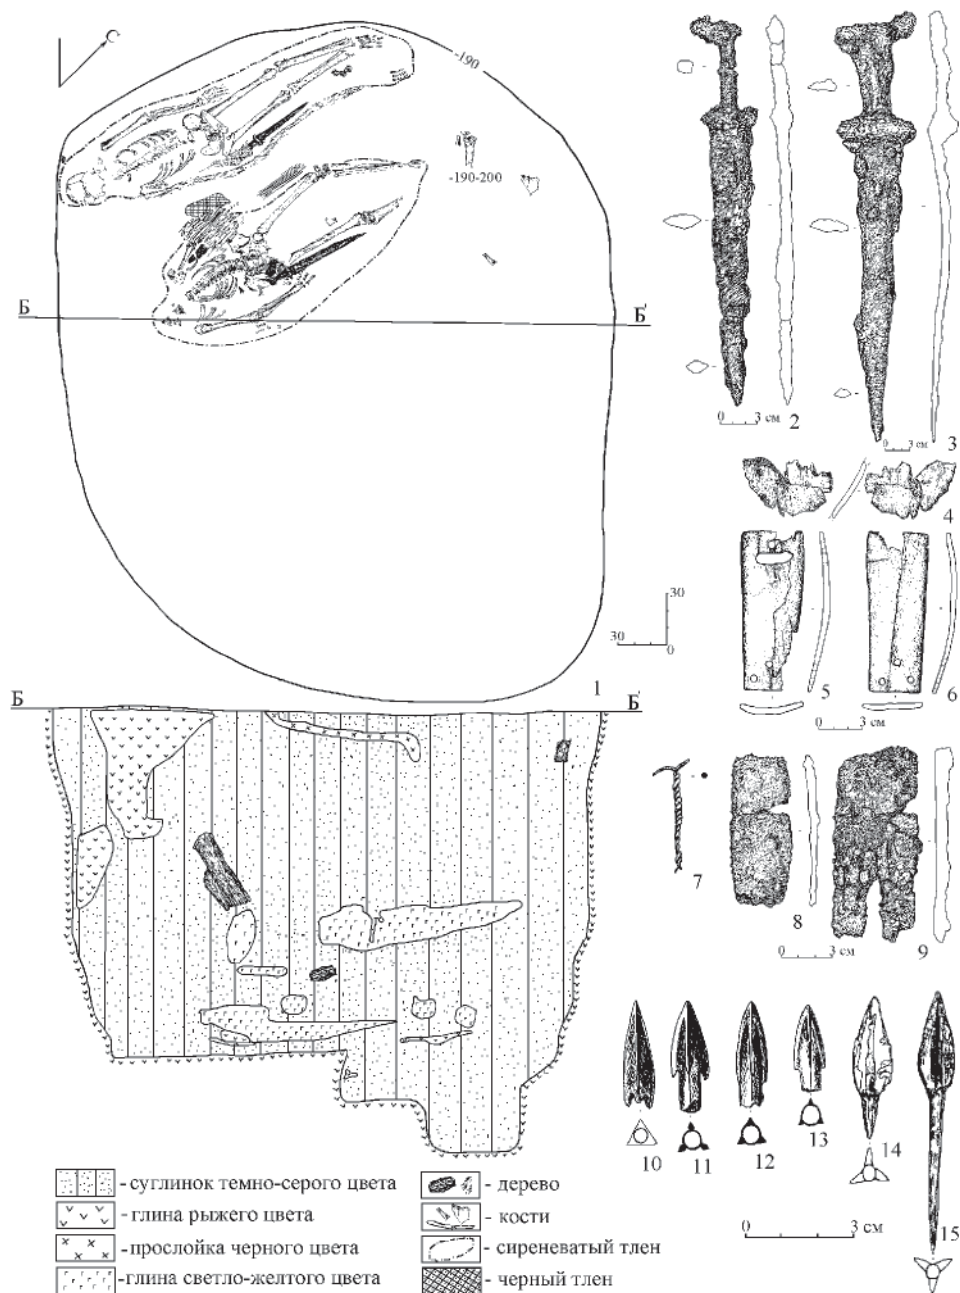 С
-190
-190-200
Б
Б'
30
30
0
1
Б
Б'
0 3 см
2
0 3 см
3
4
5
6
0 3 см
7
8
9
0 3 см
10
11
12
13
14
15
0 3 см
- суглинок темно-серого цвета
- глина рыжего цвета
- прослойка черного цвета
-глина светло-желтого цвета
- дерево
- кости
- сиреневатый тлен
- черный тлен